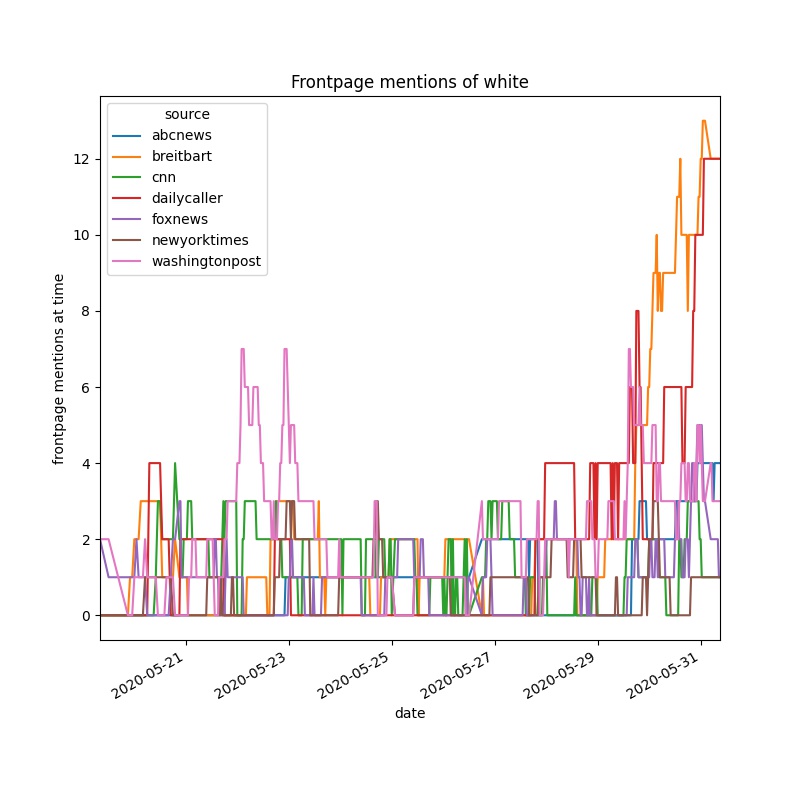 Frontpage mentions of white
source
abcnews
breitbart
cnn
dailycaller
foxnews
newyorktimes
washingtonpost
frontpage mentions at time
12
10
8
6
4
2
0
2020-05-21
2020-05-23
2020-05-25
2020-05-27
2020-05-29
2020-05-31
date